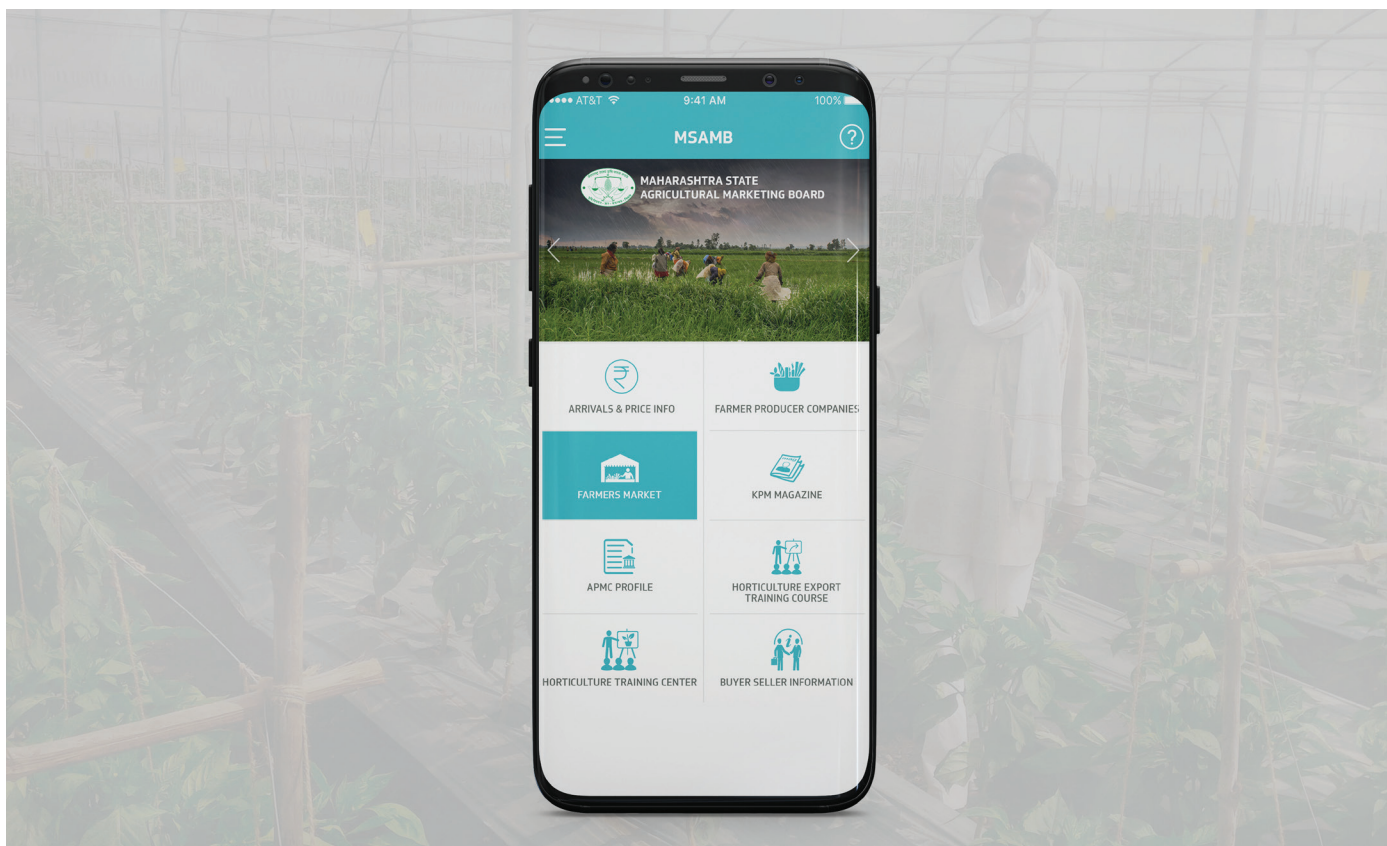 AT&T 9:41 AM 100%
MSAMB
?
MAHARASHTRA STATE
AGRICULTURAL MARKETING BOARD
₹
ARRIVALS & PRICE INFO
FARMER PRODUCER COMPANIES
FARMERS MARKET
KPM MAGAZINE
APMC PROFILE
HORTICULTURE EXPORT
TRAINING COURSE
HORTICULTURE TRAINING CENTER
BUYER SELLER INFORMATION